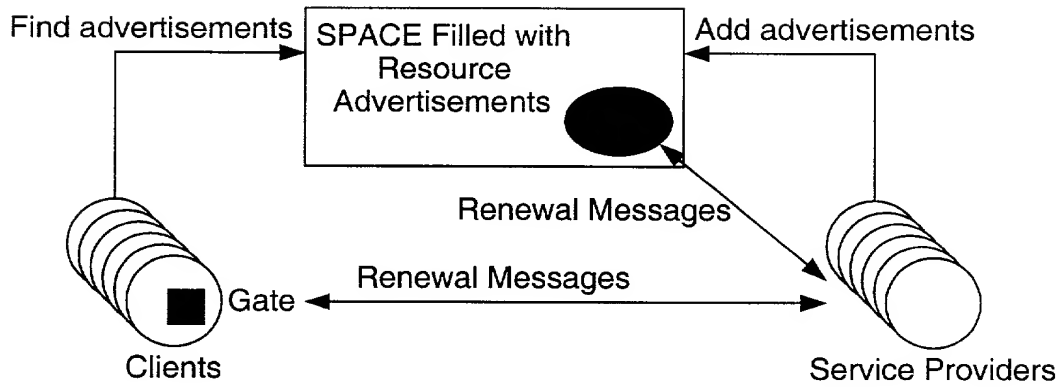 Find advertisements
SPACE Filled with
Resource
Advertisements
Add advertisements
Renewal Messages
Renewal Messages
Gate
Clients
Service Providers